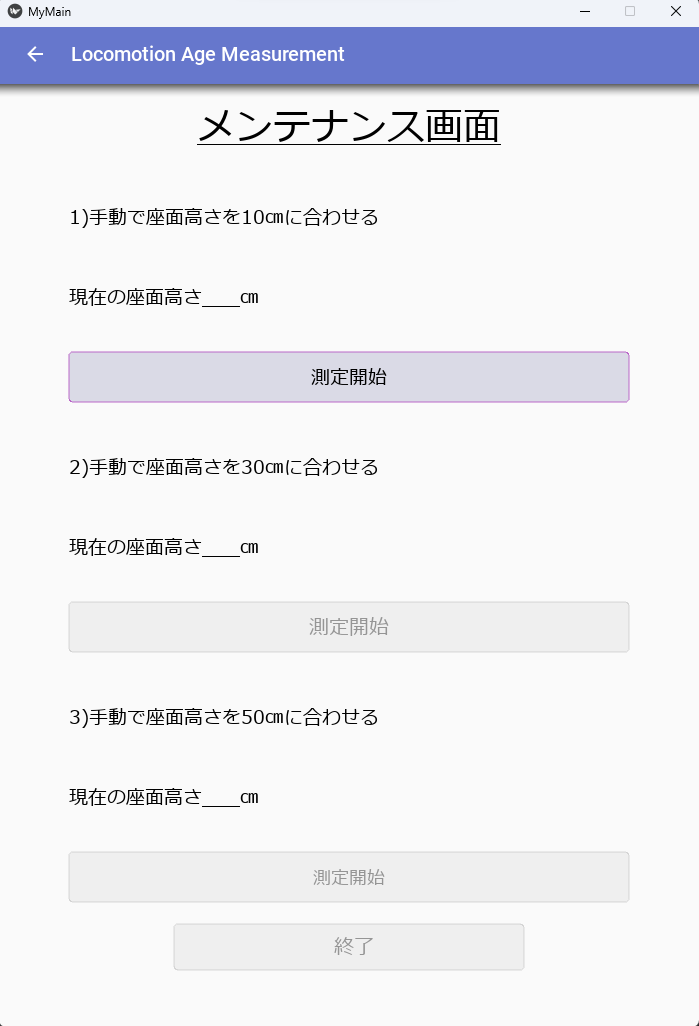 MyMain
Locomotion Age Measurement
メンテナンス画面
1)手動で座面高さを10㎝に合わせる
現在の座面高さ____㎝
測定開始
2)手動で座面高さを30㎝に合わせる
現在の座面高さ____㎝
測定開始
3)手動で座面高さを50㎝に合わせる
現在の座面高さ____㎝
測定開始
終了